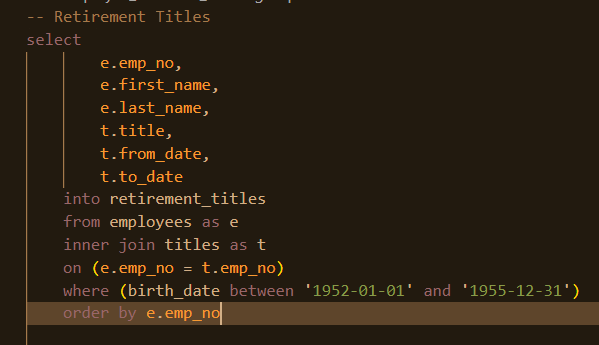 -- Retirement Titles
select
e.emp_no,
e.first_name,
e.last_name,
t.title,
t.from_date,
t.to_date
into retirement_titles
from employees as e
inner join titles as t
on (e.emp_no = t.emp_no)
where (birth_date between '1952-01-01' and '1955-12-31')
order by e.emp_no